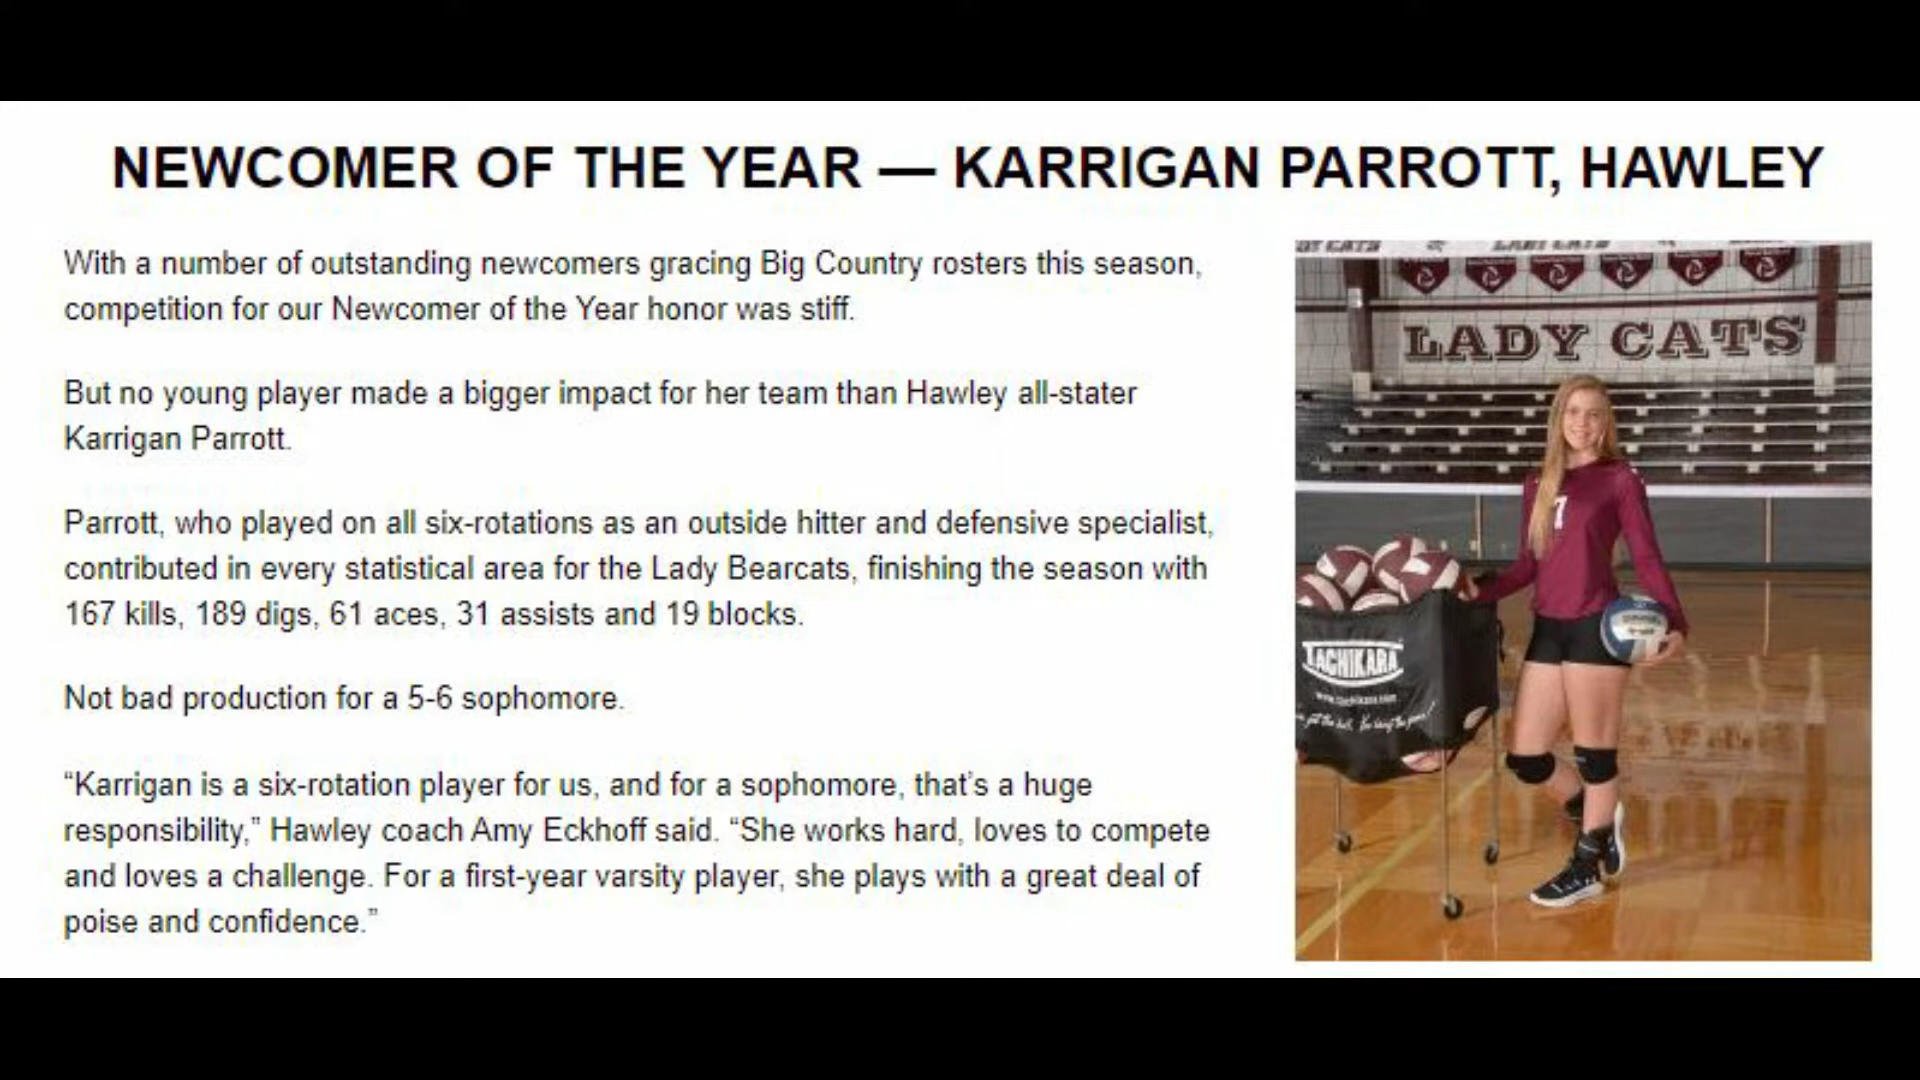 NEWCOMER OF THE YEAR — KARRIGAN PARROTT, HAWLEY
With a number of outstanding newcomers gracing Big Country rosters this season,
competition for our Newcomer of the Year honor was stiff.
But no young player made a bigger impact for her team than Hawley all-stater
Karrigan Parrott.
Parrott, who played on all six-rotations as an outside hitter and defensive specialist,
contributed in every statistical area for the Lady Bearcats, finishing the season with
167 kills, 189 digs, 61 aces, 31 assists and 19 blocks.
Not bad production for a 5-6 sophomore.
“Karrigan is a six-rotation player for us, and for a sophomore, that’s a huge
responsibility,” Hawley coach Amy Eckhoff said. “She works hard, loves to compete
and loves a challenge. For a first-year varsity player, she plays with a great deal of
poise and confidence.”
LADY CATS
TACHIKARA
www.tachikara.com